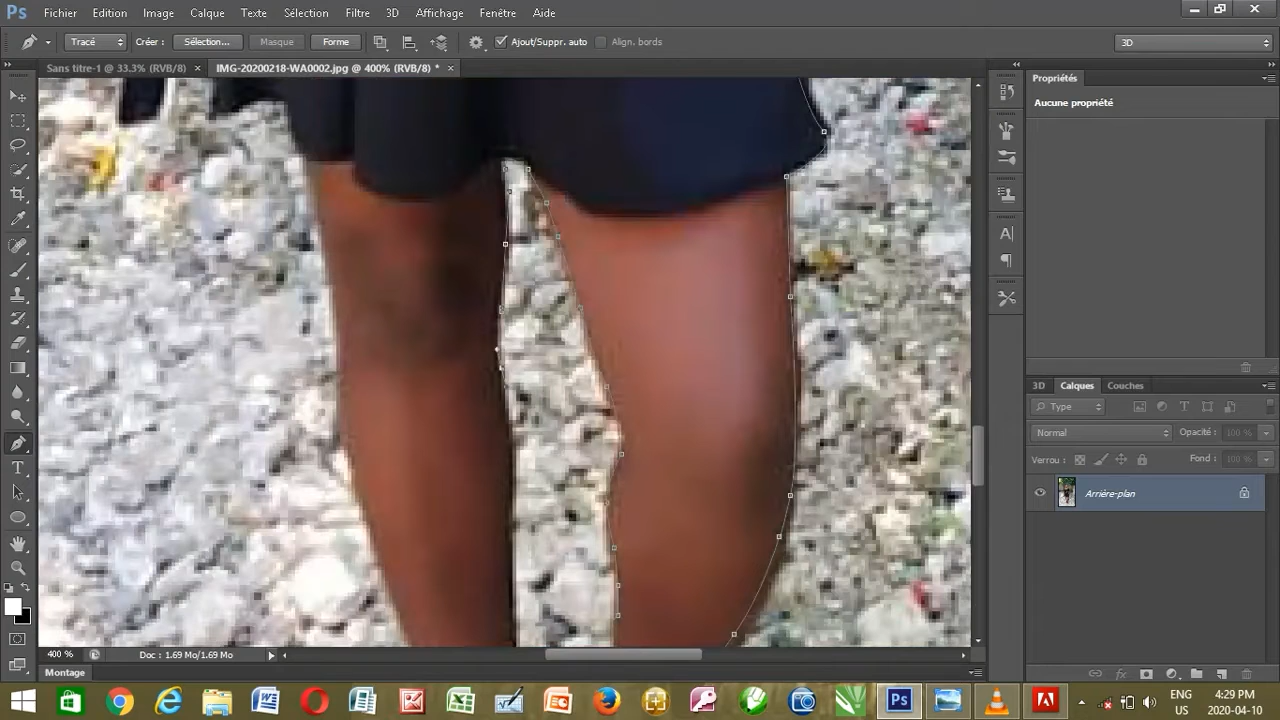 Ps Fichier Edition Image Calque Texte Sélection Filtre 3D Affichage Fenêtre Aide
Tracé Créer : Sélection... Masque Forme Ajout/Suppr. auto Align. bords 3D
Sans titre-1 @ 33.3% (RVB/8) × IMG-20200218-WA0002.jpg @ 400% (RVB/8) * ×
Propriétés
Aucune propriété
3D Calques Couches
Type
Normal Opacité : 100 %
Verrou : Fond : 100 %
Arrière-plan
400 % Doc : 1.69 Mo/1.69 Mo
Montage
ENG 4:29 PM
US 2020-04-10